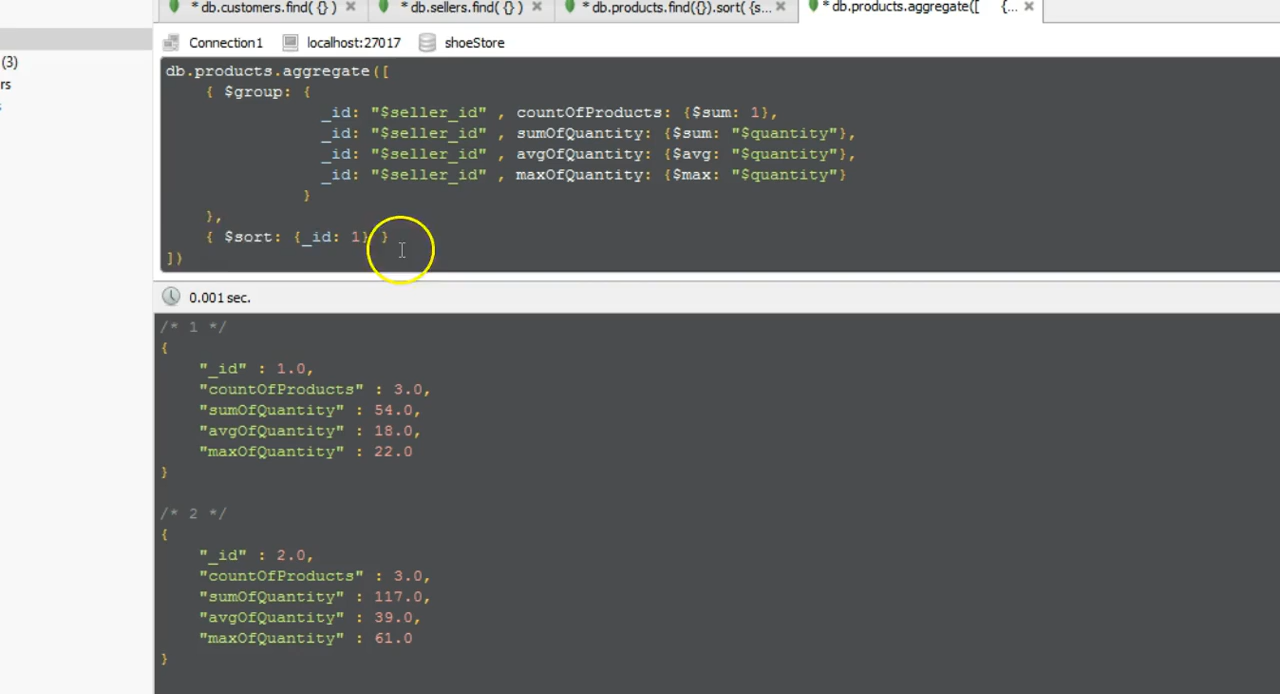 * db.customers.find( {} )
* db.sellers.find( {} )
* db.products.find({}).sort( {s...
* db.products.aggregate([ {...
Connection1 localhost:27017 shoeStore
(3)
rs
db.products.aggregate([
{ $group: {
_id: "$seller_id" , countOfProducts: {$sum: 1},
_id: "$seller_id" , sumOfQuantity: {$sum: "$quantity"},
_id: "$seller_id" , avgOfQuantity: {$avg: "$quantity"},
_id: "$seller_id" , maxOfQuantity: {$max: "$quantity"}
}
},
{ $sort: {_id: 1} }
])
0.001 sec.
/* 1 */
{
"_id" : 1.0,
"countOfProducts" : 3.0,
"sumOfQuantity" : 54.0,
"avgOfQuantity" : 18.0,
"maxOfQuantity" : 22.0
}
/* 2 */
{
"_id" : 2.0,
"countOfProducts" : 3.0,
"sumOfQuantity" : 117.0,
"avgOfQuantity" : 39.0,
"maxOfQuantity" : 61.0
}